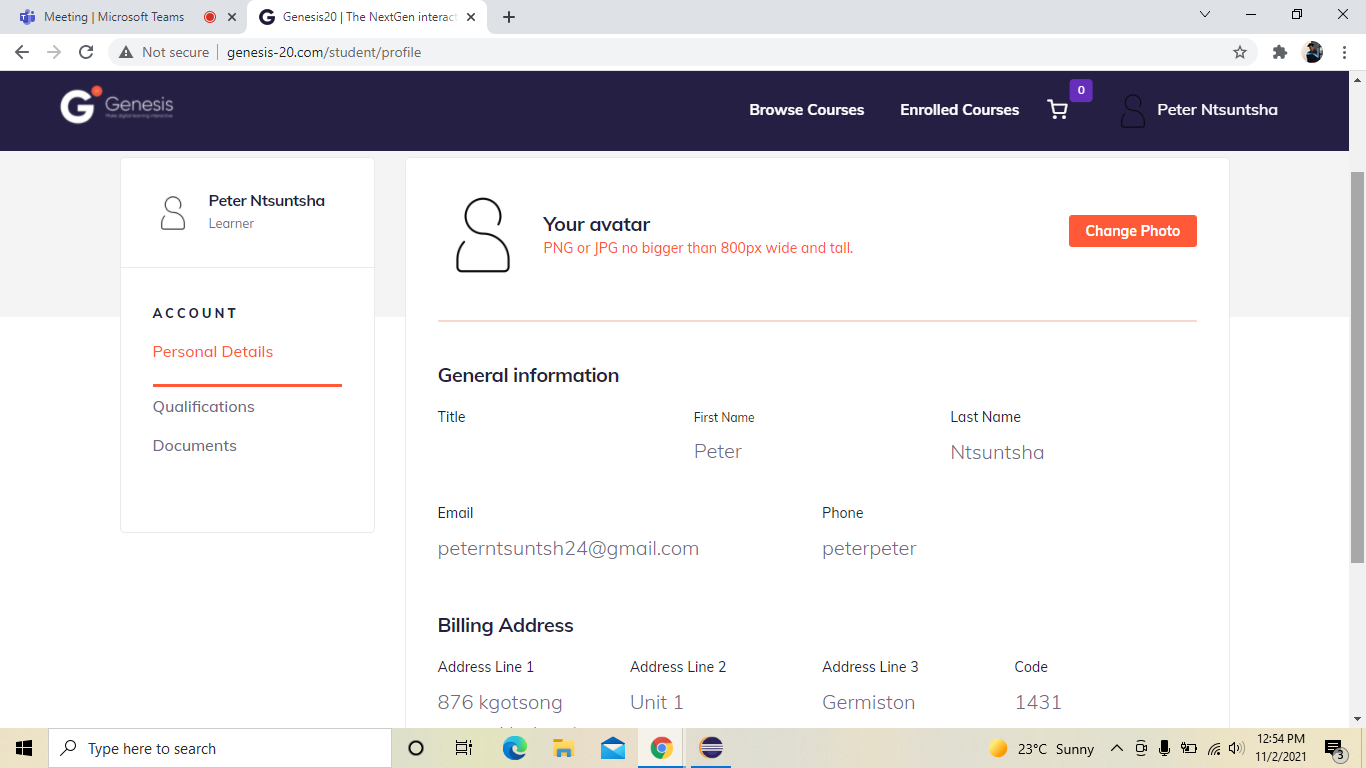 Meeting | Microsoft Teams
Genesis20 | The NextGen interact
Not secure genesis-20.com/student/profile
G Genesis
Make digital learning interactive
Browse Courses Enrolled Courses 0 Peter Ntsuntsha
Peter Ntsuntsha
Learner
ACCOUNT
Personal Details
Qualifications
Documents
Your avatar
PNG or JPG no bigger than 800px wide and tall.
Change Photo
General information
Title First Name Last Name
Peter Ntsuntsha
Email Phone
peterntsuntsh24@gmail.com peterpeter
Billing Address
Address Line 1 Address Line 2 Address Line 3 Code
876 kgotsong Unit 1 Germiston 1431
Type here to search
23°C Sunny
12:54 PM
11/2/2021
3